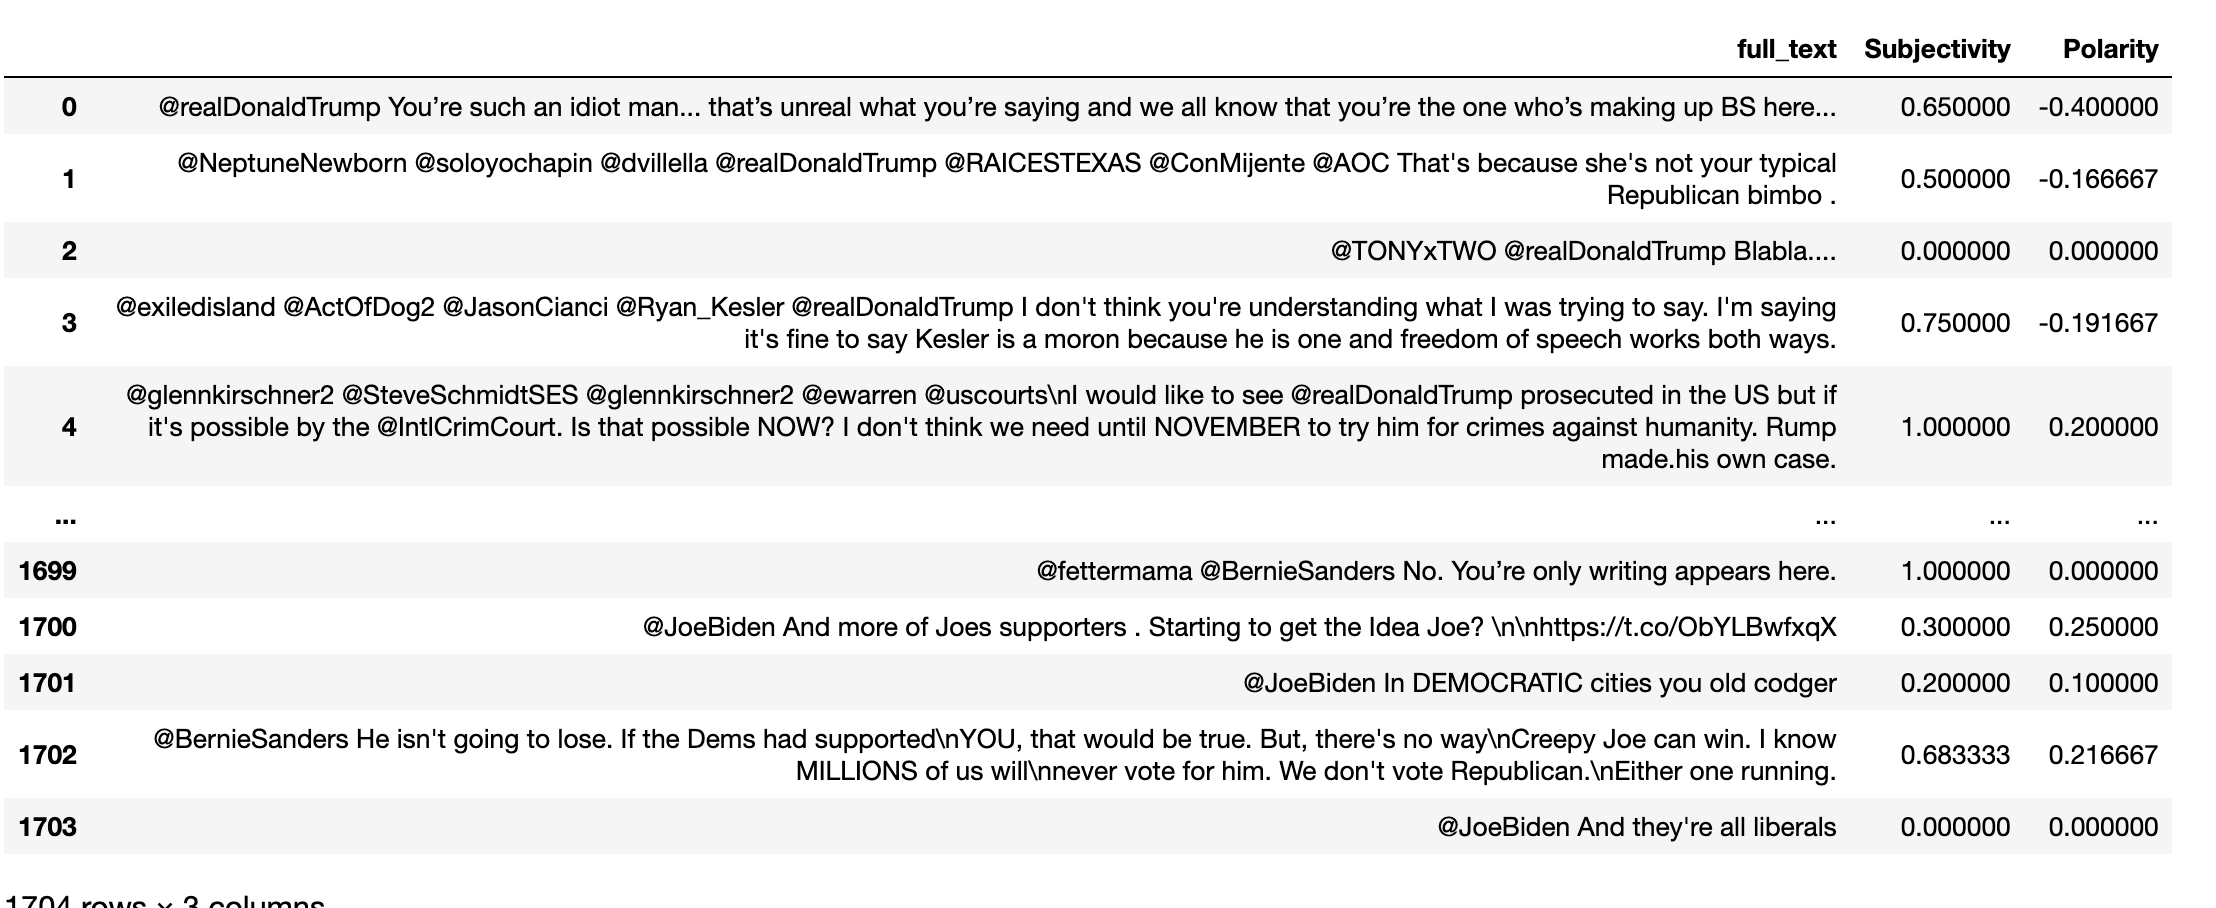 full_text Subjectivity Polarity
0 @realDonaldTrump You’re such an idiot man... that’s unreal what you’re saying and we all know that you’re the one who’s making up BS here... 0.650000 -0.400000
@NeptuneNewborn @soloyochapin @dvillella @realDonaldTrump @RAICESTEXAS @ConMijente @AOC That's because she's not your typical
1 0.500000 -0.166667
Republican bimbo .
2 @TONYxTWO @realDonaldTrump Blabla.... 0.000000 0.000000
@exiledisland @ActOfDog2 @JasonCianci @Ryan_Kesler @realDonaldTrump I don't think you're understanding what I was trying to say. I'm saying
3 0.750000 -0.191667
it's fine to say Kesler is a moron because he is one and freedom of speech works both ways.
@glennkirschner2 @SteveSchmidtSES @glennkirschner2 @ewarren @uscourts\nI would like to see @realDonaldTrump prosecuted in the US but if
4 it's possible by the @IntlCrimCourt. Is that possible NOW? I don't think we need until NOVEMBER to try him for crimes against humanity. Rump 1.000000 0.200000
made.his own case.
... ... ... ...
1699 @fettermama @BernieSanders No. You’re only writing appears here. 1.000000 0.000000
1700 @JoeBiden And more of Joes supporters . Starting to get the Idea Joe? \n\nhttps://t.co/ObYLBwfxqX 0.300000 0.250000
1701 @JoeBiden In DEMOCRATIC cities you old codger 0.200000 0.100000
@BernieSanders He isn't going to lose. If the Dems had supported\nYOU, that would be true. But, there's no way\nCreepy Joe can win. I know
1702 0.683333 0.216667
MILLIONS of us will\nnever vote for him. We don't vote Republican.\nEither one running.
1703 @JoeBiden And they're all liberals 0.000000 0.000000
1704 rows × 3 columns